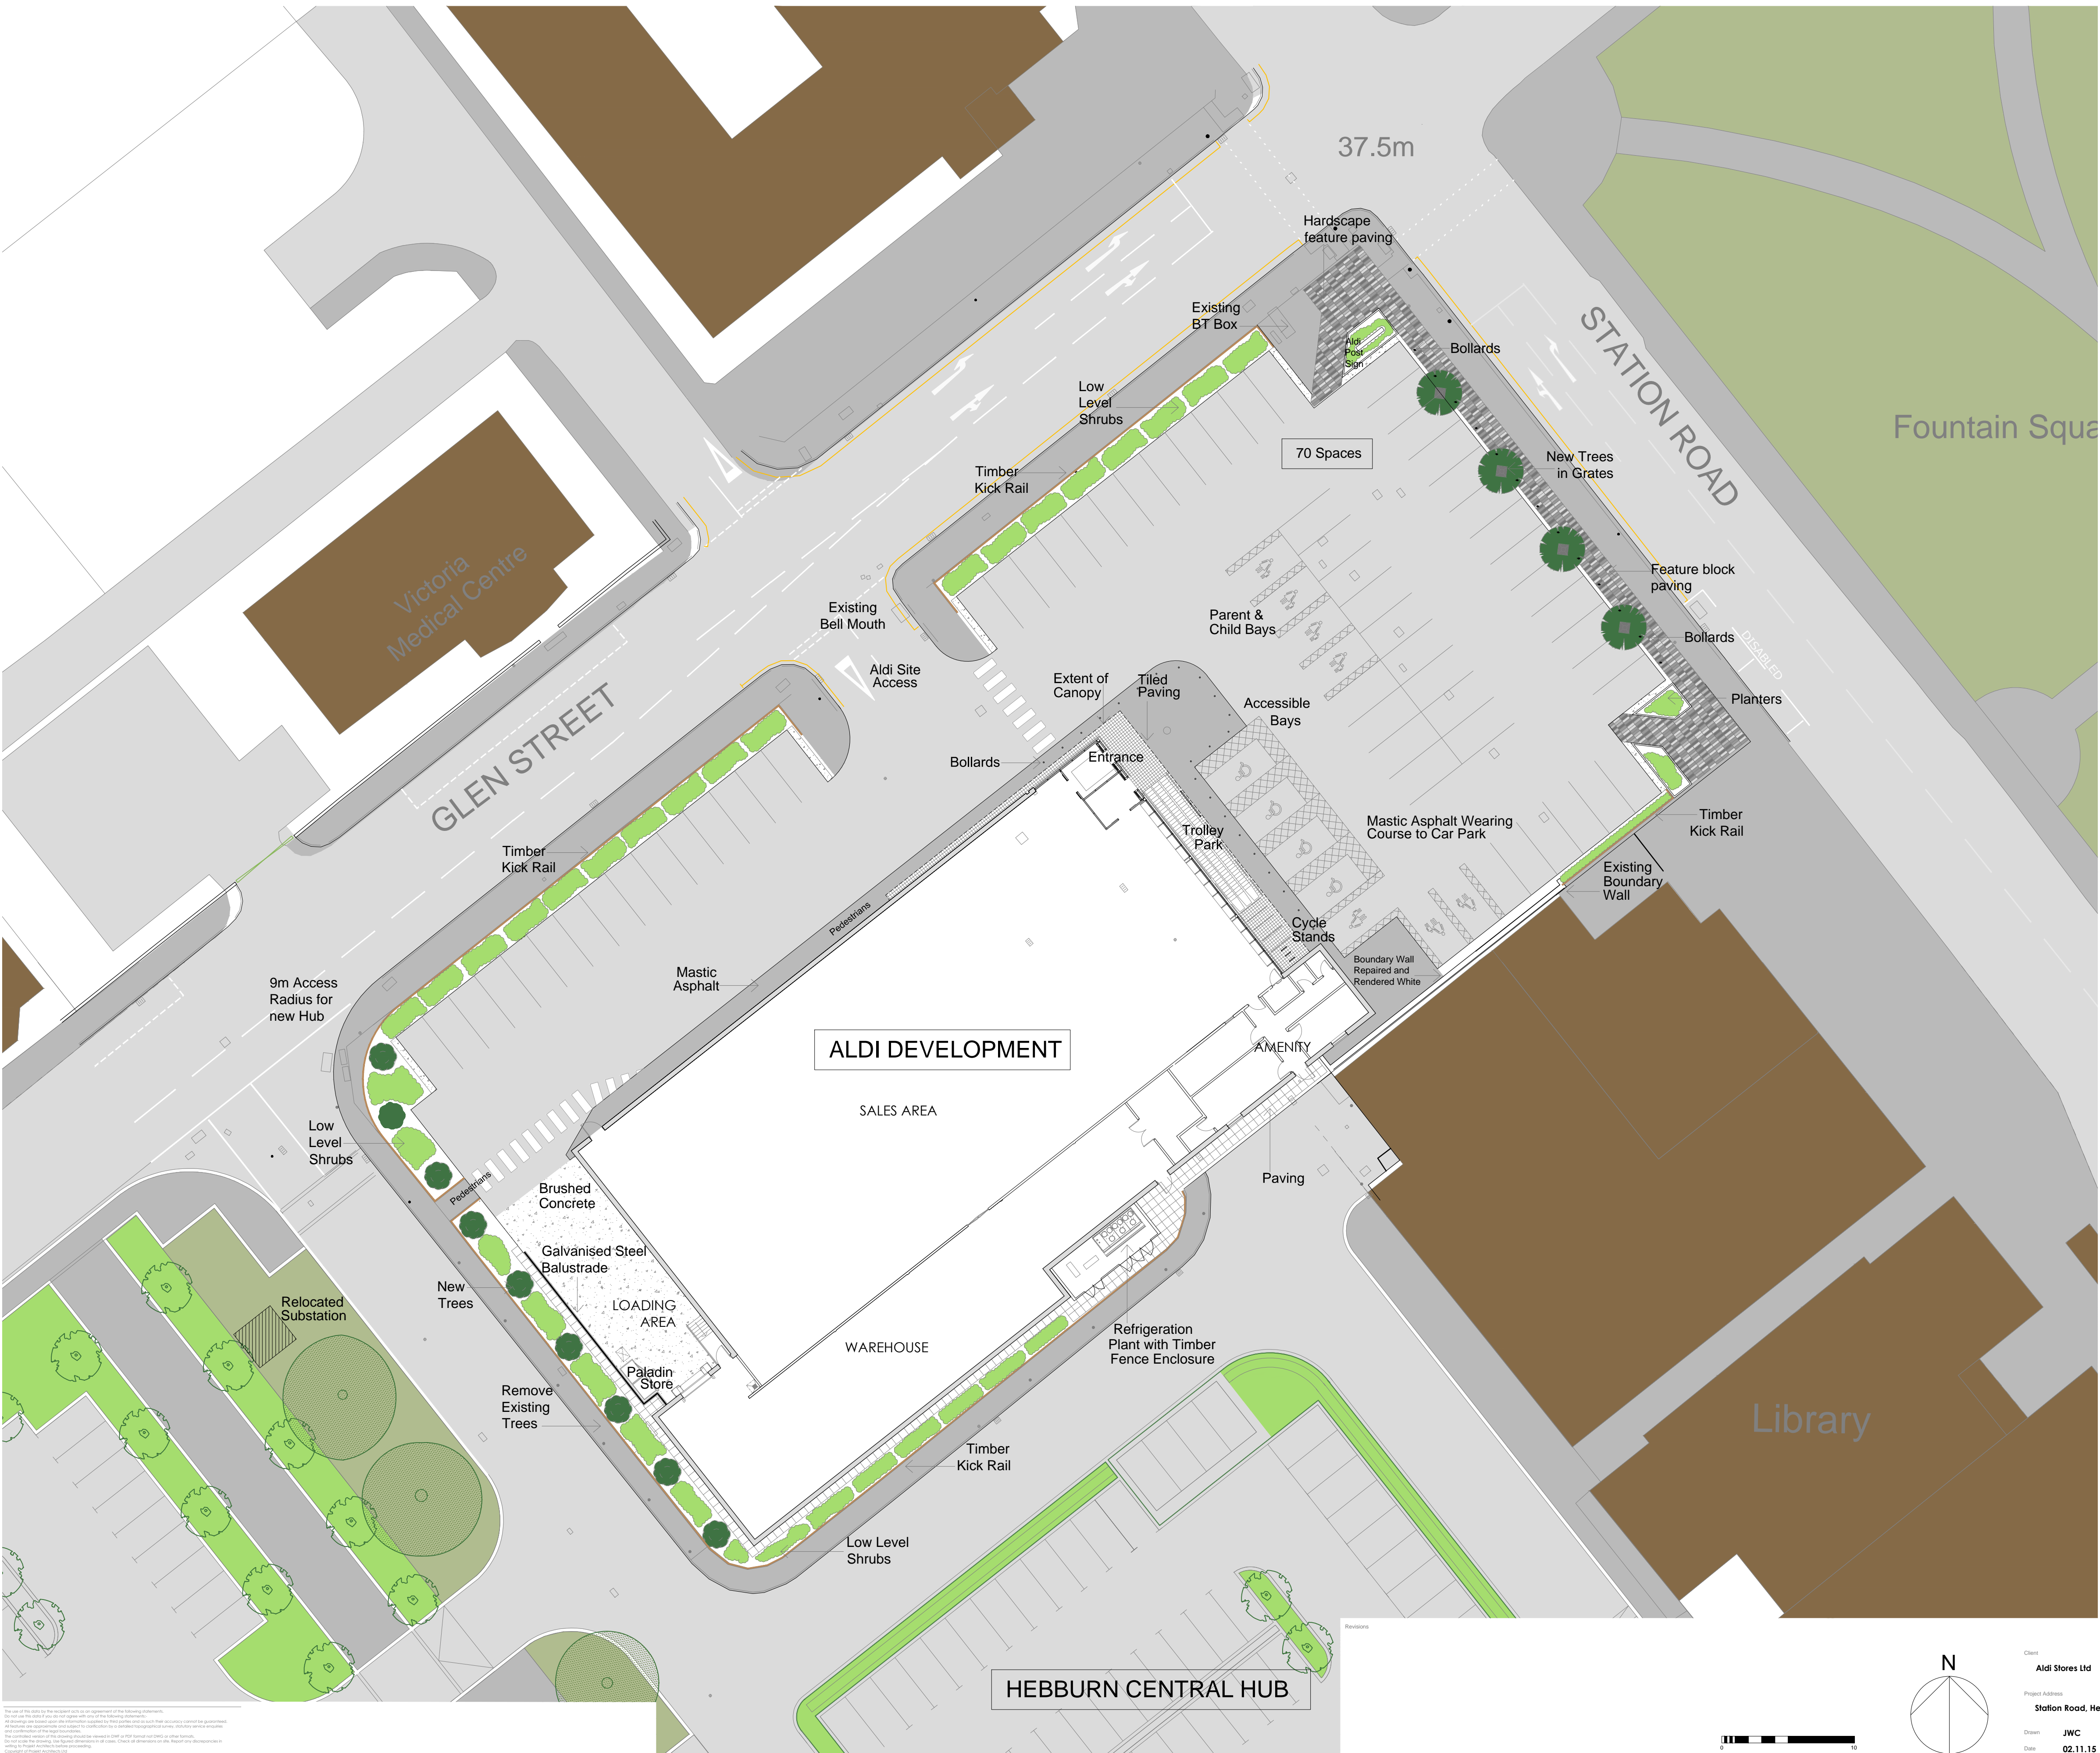 37.5m
Hardscape
feature paving
Existing
BT Box
Aldi
Post
Sign
Bollards
STATION ROAD
Fountain Squa
Low
Level
Shrubs
70 Spaces
New Trees
in Grates
Timber
Kick Rail
Victoria
Medical Centre
Feature block
paving
Existing
Bell Mouth
Parent &
Child Bays
Bollards
DISABLED
Aldi Site
Access
Extent of
Canopy
Tiled
Paving
Accessible
Bays
Planters
GLEN STREET
Bollards
Entrance
Timber
Kick Rail
Trolley
Park
Mastic Asphalt Wearing
Course to Car Park
Timber
Kick Rail
Existing
Boundary
Wall
Pedestrians
Cycle
Stands
Boundary Wall
Repaired and
Rendered White
Mastic
Asphalt
9m Access
Radius for
new Hub
ALDI DEVELOPMENT
AMENITY
SALES AREA
Low
Level
Shrubs
Pedestrians
Brushed
Concrete
Paving
Galvanised Steel
Balustrade
New
Trees
Relocated
Substation
LOADING
AREA
Refrigeration
Plant with Timber
Fence Enclosure
WAREHOUSE
Paladin
Store
Remove
Existing
Trees
Library
Timber
Kick Rail
Low Level
Shrubs
HEBBURN CENTRAL HUB
Revisions
N
Client
Aldi Stores Ltd
Project Address
Station Road, He
Drawn
JWC
Date
02.11.15
0
10